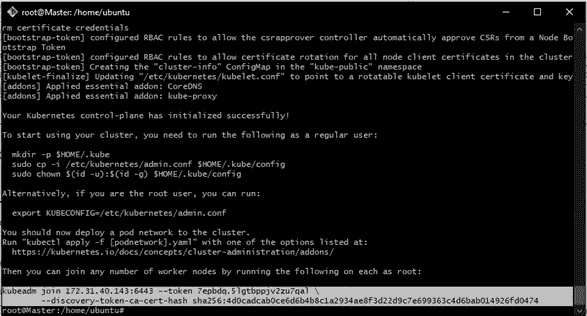 root@Master: /home/ubuntu
rm certificate credentials
[bootstrap-token] configured RBAC rules to allow the csrapprover controller automatically approve CSRs from a Node Bo
otstrap Token
[bootstrap-token] configured RBAC rules to allow certificate rotation for all node client certificates in the cluster
[bootstrap-token] Creating the "cluster-info" ConfigMap in the "kube-public" namespace
[kubelet-finalize] Updating "/etc/kubernetes/kubelet.conf" to point to a rotatable kubelet client certificate and key
[addons] Applied essential addon: CoreDNS
[addons] Applied essential addon: kube-proxy
Your Kubernetes control-plane has initialized successfully!
To start using your cluster, you need to run the following as a regular user:
mkdir -p $HOME/.kube
sudo cp -i /etc/kubernetes/admin.conf $HOME/.kube/config
sudo chown $(id -u):$(id -g) $HOME/.kube/config
Alternatively, if you are the root user, you can run:
export KUBECONFIG=/etc/kubernetes/admin.conf
You should now deploy a pod network to the cluster.
Run "kubectl apply -f [podnetwork].yaml" with one of the options listed at:
https://kubernetes.io/docs/concepts/cluster-administration/addons/
Then you can join any number of worker nodes by running the following on each as root:
kubeadm join 172.31.40.143:6443 --token 7epbdq.5lgtbppjv2zu7qal \
--discovery-token-ca-cert-hash sha256:4d0cadcab0ce6d6b4b8c1a2934ae8f3d22d9c7e699363c4d6bab014926fd0474
root@Master:/home/ubuntu#